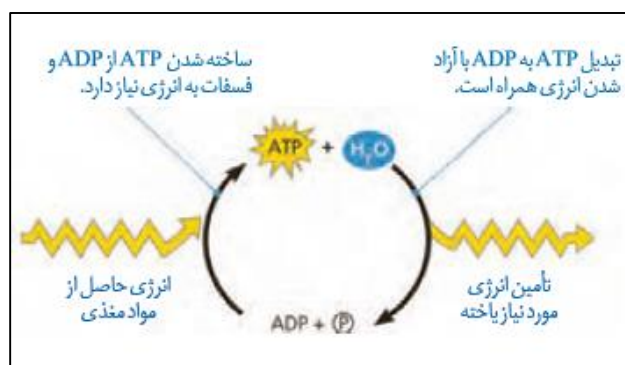 تبدیل ATP به ADP با آزاد
شدن انرژی همراه است.
ساخته شدن ATP از ADP و
فسفات به انرژی نیاز دارد.
ATP + H₂O
تأمین انرژی
مورد نیاز یاخته
انرژی حاصل از
مواد مغذی
ADP + P